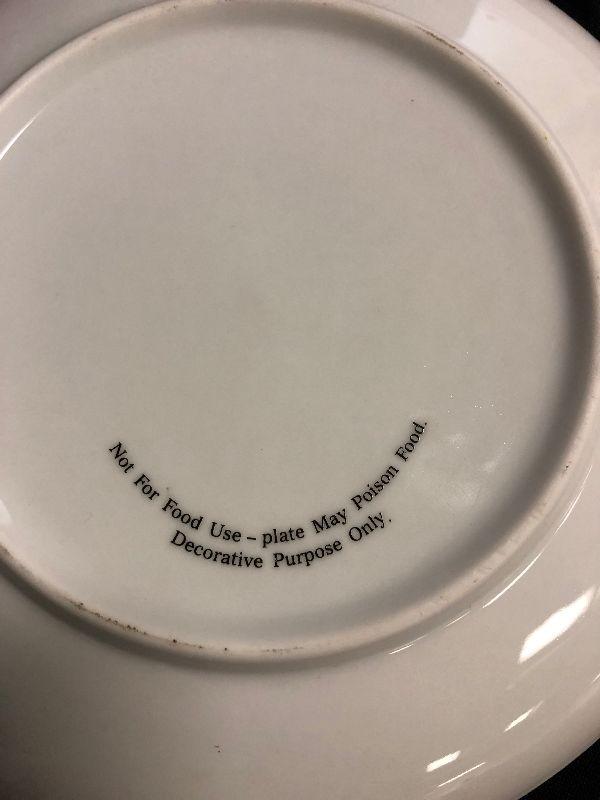 Not For Food Use – plate May Poison Food.
Decorative Purpose Only.